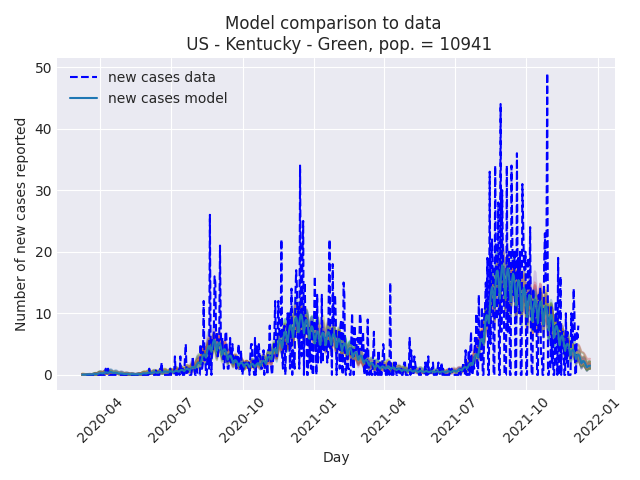 Model comparison to data
US - Kentucky - Green, pop. = 10941
new cases data
new cases model
Number of new cases reported
50
40
30
20
10
0
2020-04
2020-07
2020-10
2021-01
2021-04
2021-07
2021-10
2022-01
Day